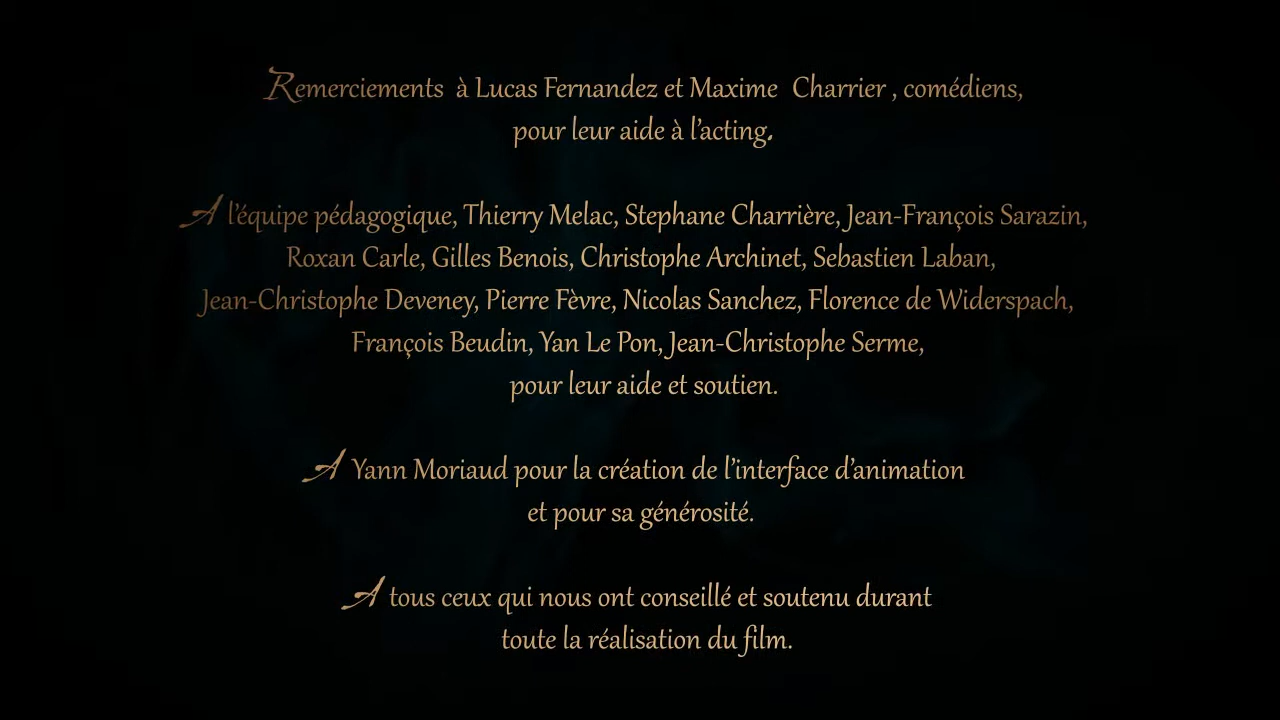 Remerciements à Lucas Fernandez et Maxime Charrier , comédiens,
pour leur aide à l'acting.
A l'équipe pédagogique, Thierry Melac, Stephane Charrière, Jean-François Sarazin,
Roxan Carle, Gilles Benois, Christophe Archinet, Sebastien Laban,
Jean-Christophe Deveney, Pierre Fèvre, Nicolas Sanchez, Florence de Widerspach,
François Beudin, Yan Le Pon, Jean-Christophe Serme,
pour leur aide et soutien.
A Yann Moriaud pour la création de l'interface d'animation
et pour sa générosité.
A tous ceux qui nous ont conseillé et soutenu durant
toute la réalisation du film.